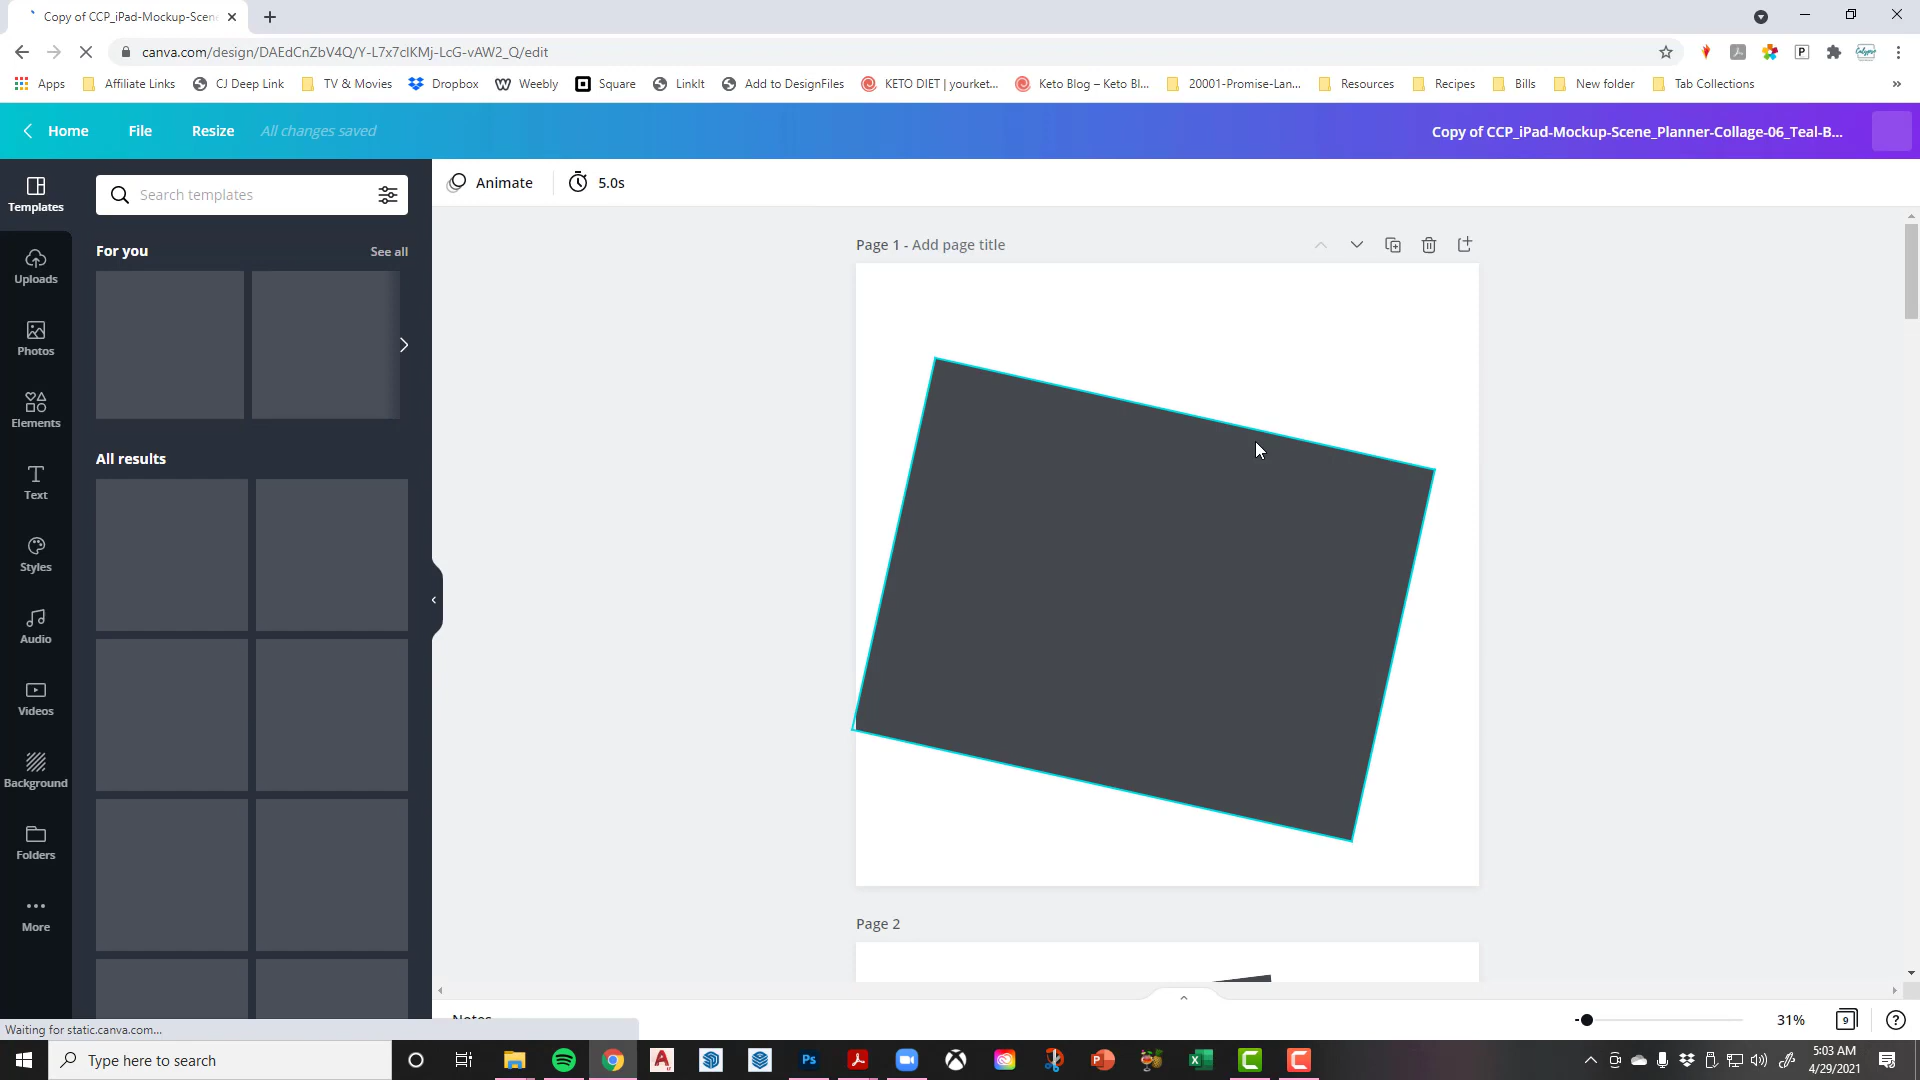 Copy of CCP_iPad-Mockup-Scene
canva.com/design/DAEdCnZbV4Q/Y-L7x7clKMj-LcG-vAW2_Q/edit
Apps Affiliate Links CJ Deep Link TV & Movies Dropbox Weebly Square LinkIt Add to DesignFiles KETO DIET | yourket... Keto Blog – Keto Bl... 20001-Promise-Lan... Resources Recipes Bills New folder Tab Collections »
Home File Resize All changes saved Copy of CCP_iPad-Mockup-Scene_Planner-Collage-06_Teal-B...
Templates
Search templates
Animate 5.0s
For you See all
Page 1 - Add page title
Uploads
Photos
Elements
All results
Text
Styles
Audio
Videos
Background
Folders
More
Page 2
Notes
31% 9 ?
Waiting for static.canva.com...
Type here to search
Ps
P
5:03 AM
4/29/2021